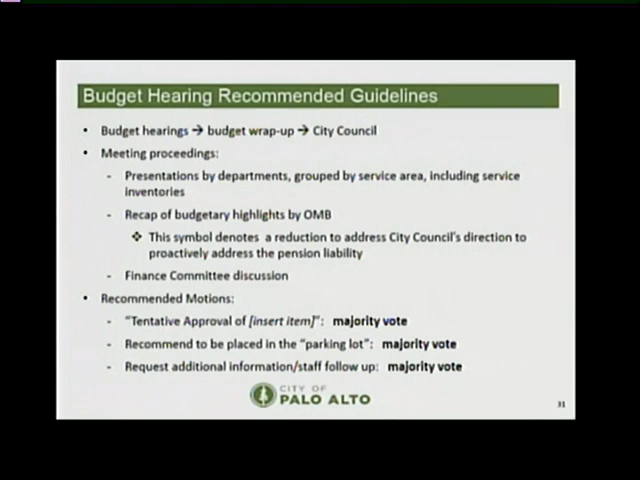 Budget Hearing Recommended Guidelines
• Budget hearings → budget wrap-up → City Council
• Meeting proceedings:
- Presentations by departments, grouped by service area, including service
inventories
- Recap of budgetary highlights by OMB
❖ This symbol denotes a reduction to address City Council's direction to
proactively address the pension liability
- Finance Committee discussion
• Recommended Motions:
- "Tentative Approval of [insert item]": majority vote
- Recommend to be placed in the "parking lot": majority vote
- Request additional information/staff follow up: majority vote
CITY OF
PALO ALTO
31